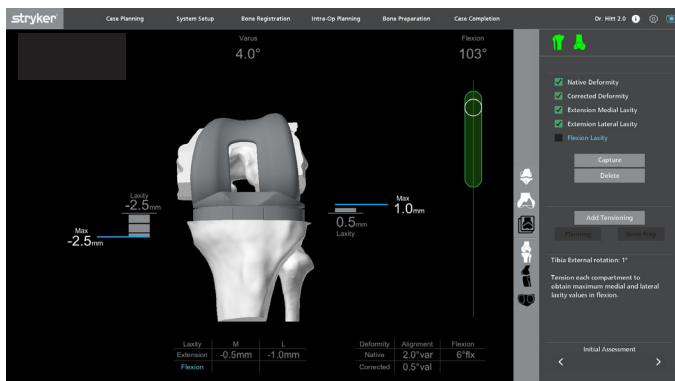 stryker
Case Planning
System Setup
Bone Registration
Intra-Op Planning
Bone Preparation
Case Completion
Dr. Hitt 2.0
Varus
4.0°
Flexion
103°
Native Deformity
Corrected Deformity
Extension Medial Laxity
Extension Lateral Laxity
Flexion Laxity
Capture
Delete
Laxity
-2.5mm
Max
-2.5mm
Max
1.0mm
0.5mm
Laxity
Add Tensioning
Planning
Bone Prep
Tibia External rotation: 1°
Tension each compartment to
obtain maximum medial and lateral
laxity values in flexion.
Laxity M L
Extension -0.5mm -1.0mm
Flexion
Deformity Alignment Flexion
Native 2.0°var 6°flx
Corrected 0.5°val
Initial Assessment